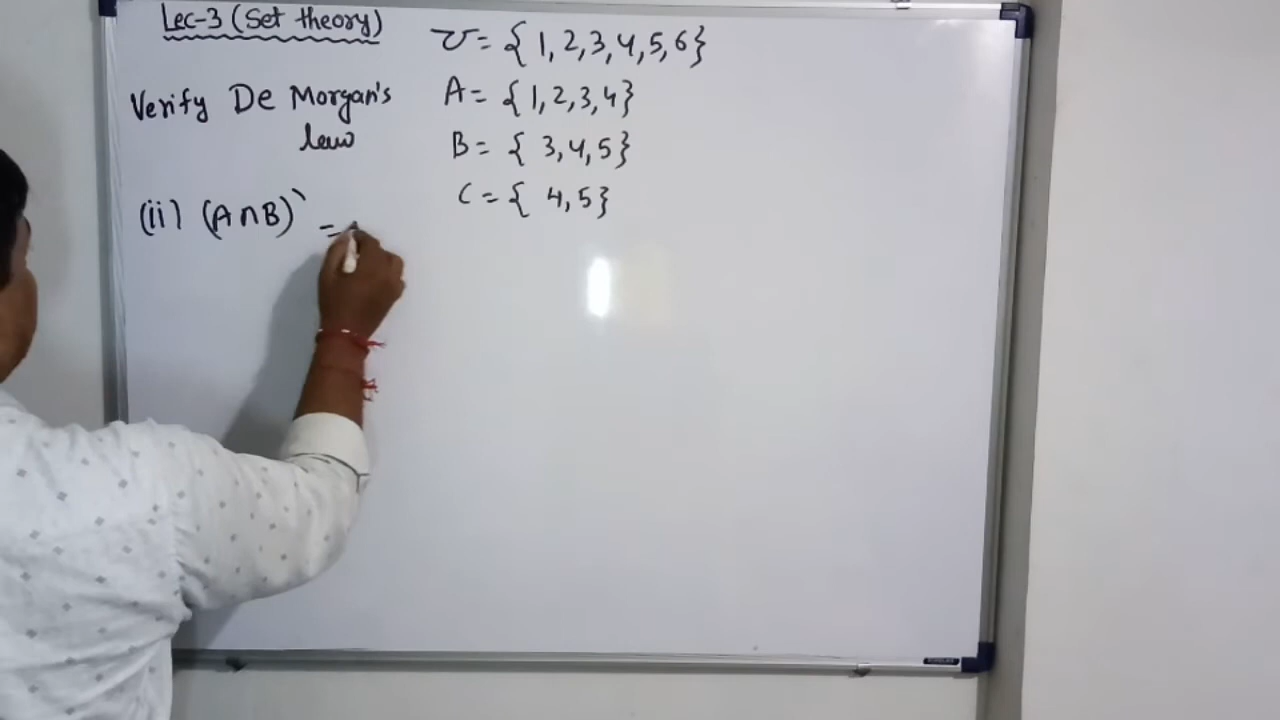 Lec-3 (Set theory)
U = { 1, 2, 3, 4, 5, 6}
Verify De Morgan's
law
A = {1, 2, 3, 4}
B = { 3, 4, 5}
C = { 4, 5}
(ii) (A∩B)` =